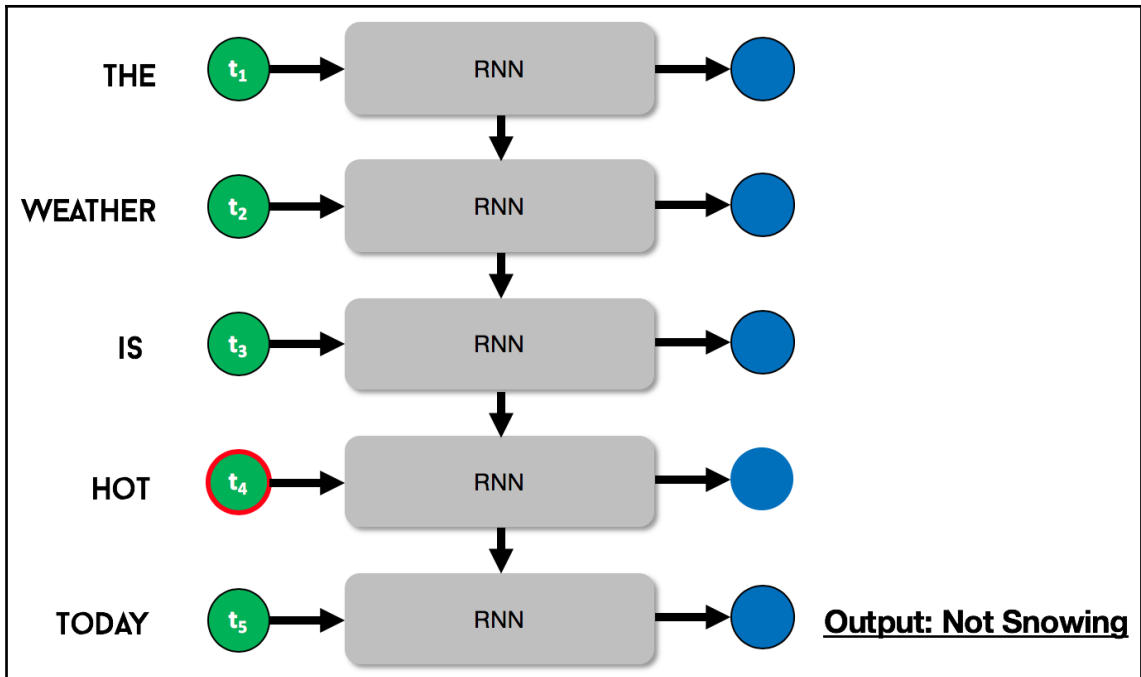 THE t₁ RNN
WEATHER t₂ RNN
IS t₃ RNN
HOT t₄ RNN
TODAY t₅ RNN Output: Not Snowing